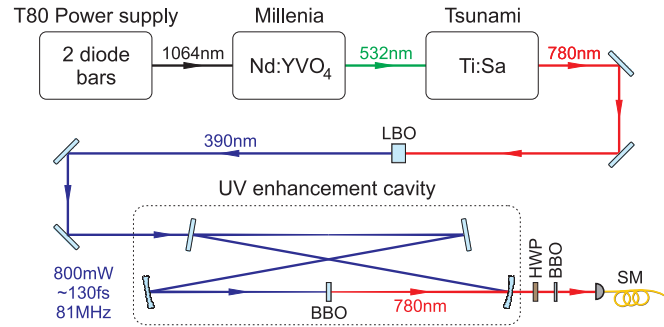 T80 Power supply
Millenia
Tsunami
2 diode
bars
1064nm
Nd:YVO4
532nm
Ti:Sa
780nm
LBO
390nm
UV enhancement cavity
800mW
~130fs
81MHz
BBO
780nm
HWP
BBO
SM